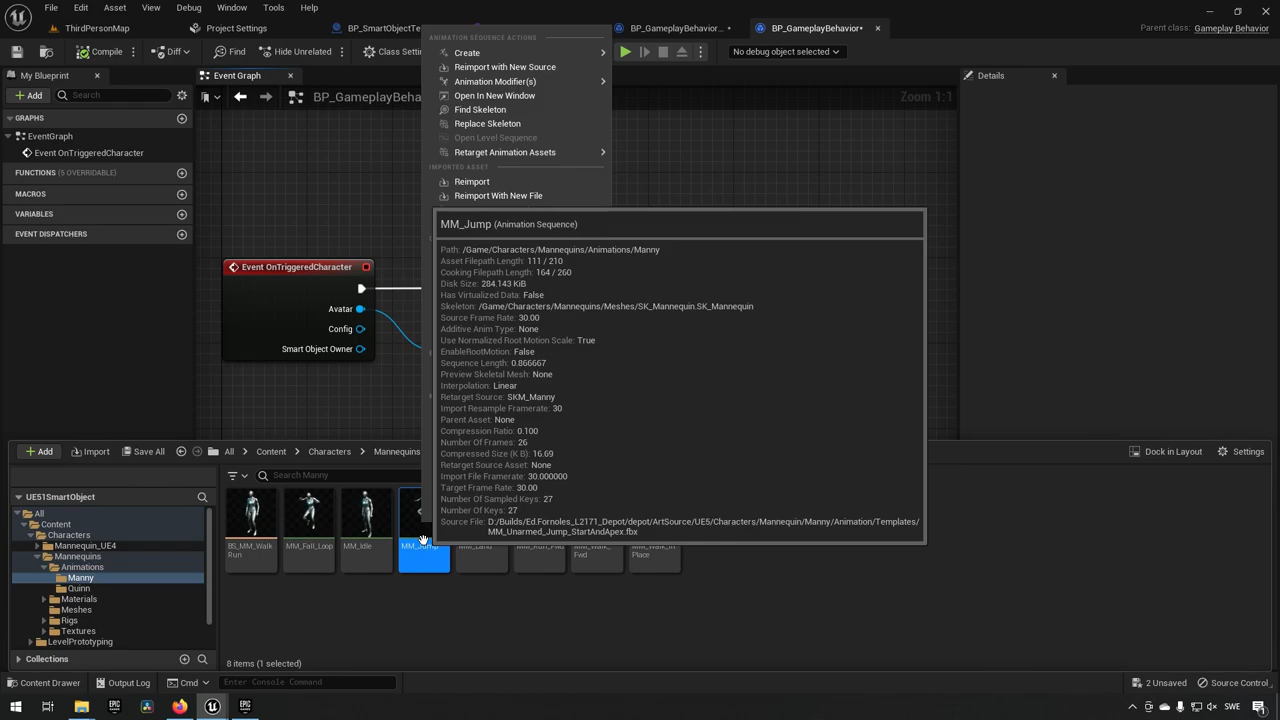 File Edit Asset View Debug Window Tools Help
ThirdPersonMap
Project Settings
BP_SmartObjectTe
BP_GameplayBehavior... •
BP_GameplayBehavior•
Parent class: Gameplay Behavior
Compile
Diff
Find
Hide Unrelated
Class Setti
No debug object selected
My Blueprint
Event Graph
Details
Add
Search
BP_GameplayBeha
Zoom 1:1
GRAPHS
EventGraph
Event OnTriggeredCharacter
FUNCTIONS (5 OVERRIDABLE)
MACROS
VARIABLES
EVENT DISPATCHERS
Event OnTriggeredCharacter
Avatar
Config
Smart Object Owner
ANIMATION SEQUENCE ACTIONS
Create
Reimport with New Source
Animation Modifier(s)
Open In New Window
Find Skeleton
Replace Skeleton
Open Level Sequence
Retarget Animation Assets
IMPORTED ASSET
Reimport
Reimport With New File
MM_Jump (Animation Sequence)
Path: /Game/Characters/Mannequins/Animations/Manny
Asset Filepath Length: 111 / 210
Cooking Filepath Length: 164 / 260
Disk Size: 284.143 KiB
Has Virtualized Data: False
Skeleton: /Game/Characters/Mannequins/Meshes/SK_Mannequin.SK_Mannequin
Source Frame Rate: 30.00
Additive Anim Type: None
Use Normalized Root Motion Scale: True
EnableRootMotion: False
Sequence Length: 0.866667
Preview Skeletal Mesh: None
Interpolation: Linear
Retarget Source: SKM_Manny
Import Resample Framerate: 30
Parent Asset: None
Compression Ratio: 0.100
Number Of Frames: 26
Compressed Size (K B): 16.69
Retarget Source Asset: None
Import File Framerate: 30.000000
Target Frame Rate: 30.00
Number Of Sampled Keys: 27
Number Of Keys: 27
Source File: D:/Builds/Ed.Fornoles_L2171_Depot/depot/ArtSource/UE5/Characters/Mannequin/Manny/Animation/Templates/
MM_Unarmed_Jump_StartAndApex.fbx
Add
Import
Save All
All
Content
Characters
Mannequins
Dock in Layout
Settings
UE51SmartObject
Search Manny
All
Content
Characters
Mannequin_UE4
Mannequins
Animations
Manny
Quinn
Materials
Meshes
Rigs
Textures
LevelPrototyping
BS_MM_Walk
Run
MM_Fall_Loop
MM_Idle
MM_Jump
MM_Land
MM_Run_Fwd
MM_Walk_
Fwd
MM_Walk_In
Place
8 items (1 selected)
Collections
Content Drawer
Output Log
Cmd
Enter Console Command
2 Unsaved
Source Control
SWE